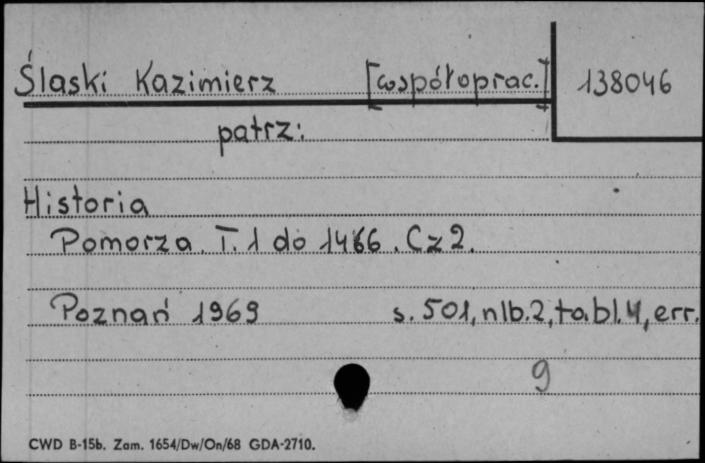 Ślaski Kazimierz [współoprac.] 138046
patrz:
Historia
Pomorza. T. 1 do 1466. Cz 2.
Poznań 1969 s. 501, nlb. 2, tabl. 4, err.
9
CWD B-15b. Zam. 1654/Dw/On/68 GDA-2710.